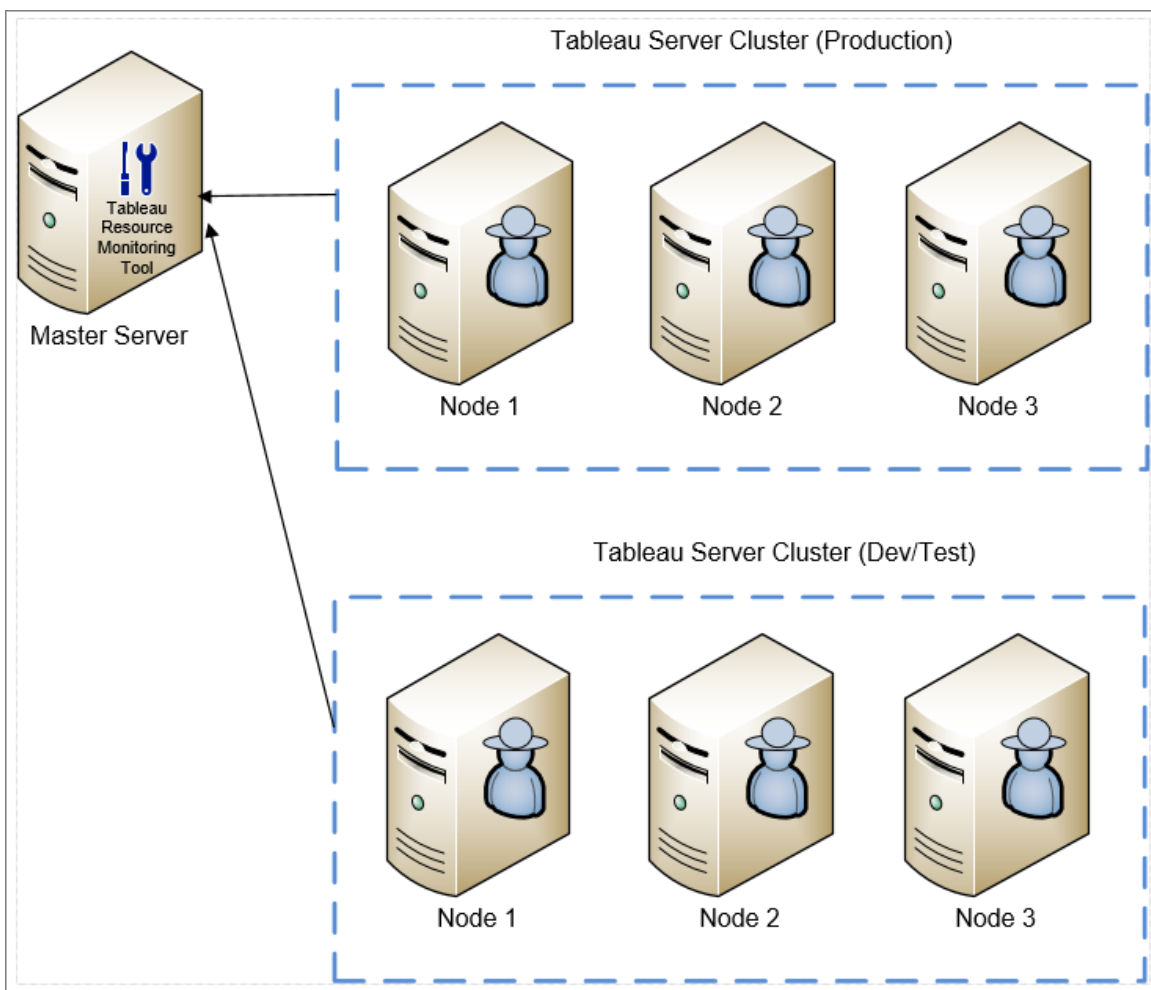 Tableau Server Cluster (Production)
Tableau
Resource
Monitoring
Tool
Master Server
Node 1
Node 2
Node 3
Tableau Server Cluster (Dev/Test)
Node 1
Node 2
Node 3